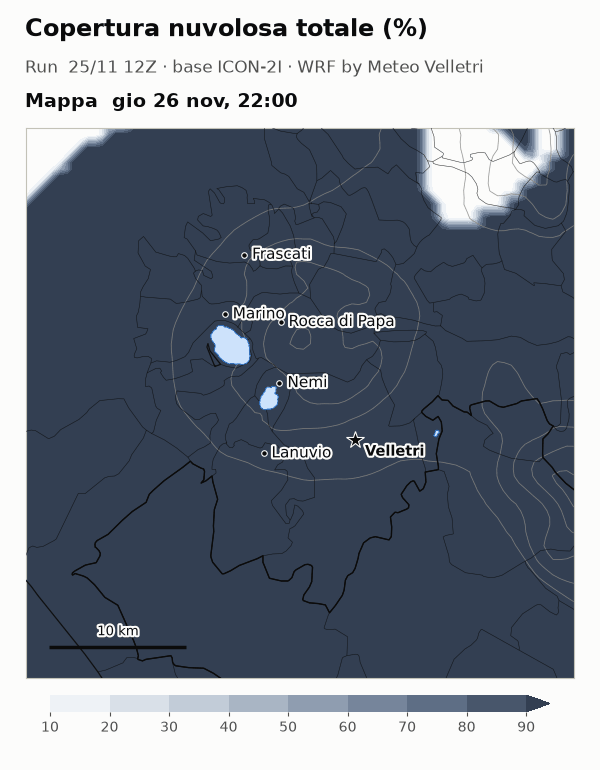 Copertura nuvolosa totale (%)
Run  25/11 12Z · base ICON-2I · WRF by Meteo Velletri
Mappa  gio 26 nov, 22:00
Frascati
Marino
Rocca di Papa
Nemi
Velletri
Lanuvio
10 km
10 20 30 40 50 60 70 80 90